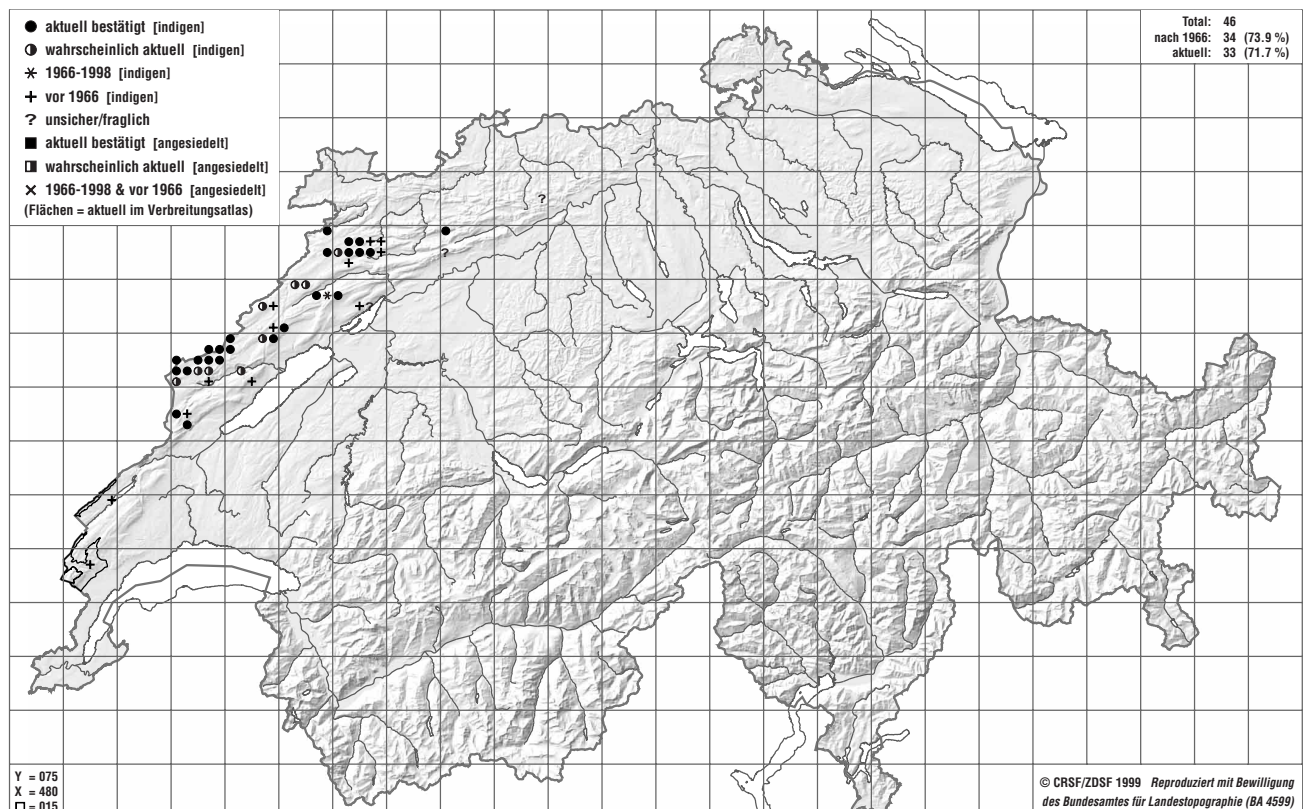 aktuell bestätigt [indigen]
wahrscheinlich aktuell [indigen]
1966-1998 [indigen]
vor 1966 [indigen]
? unsicher/fraglich
aktuell bestätigt [angesiedelt]
wahrscheinlich aktuell [angesiedelt]
1966-1998 & vor 1966 [angesiedelt]
(Flächen = aktuell im Verbreitungsatlas)
Total: 46
nach 1966: 34 (73.9 %)
aktuell: 33 (71.7 %)
?
?
?
Y = 075
X = 480
= 015
© CRSF/ZDSF 1999 Reproduziert mit Bewilligung
des Bundesamtes für Landestopographie (BA 4599)